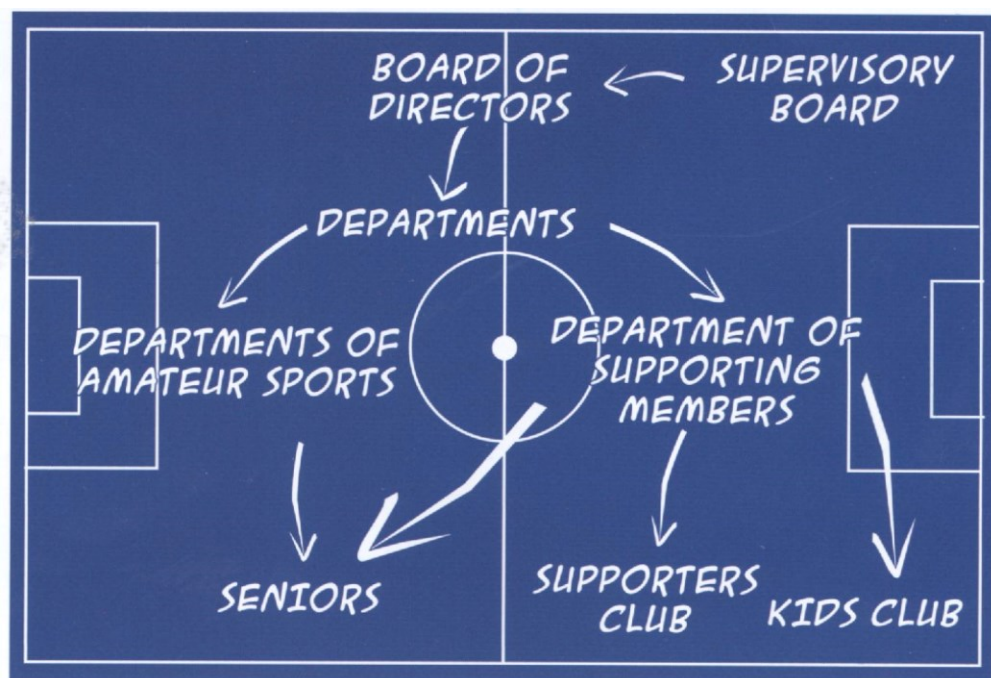 BOARD OF
DIRECTORS
SUPERVISORY
BOARD
DEPARTMENTS
DEPARTMENTS OF
AMATEUR SPORTS
DEPARTMENT OF
SUPPORTING
MEMBERS
SENIORS
SUPPORTERS
CLUB
KIDS CLUB